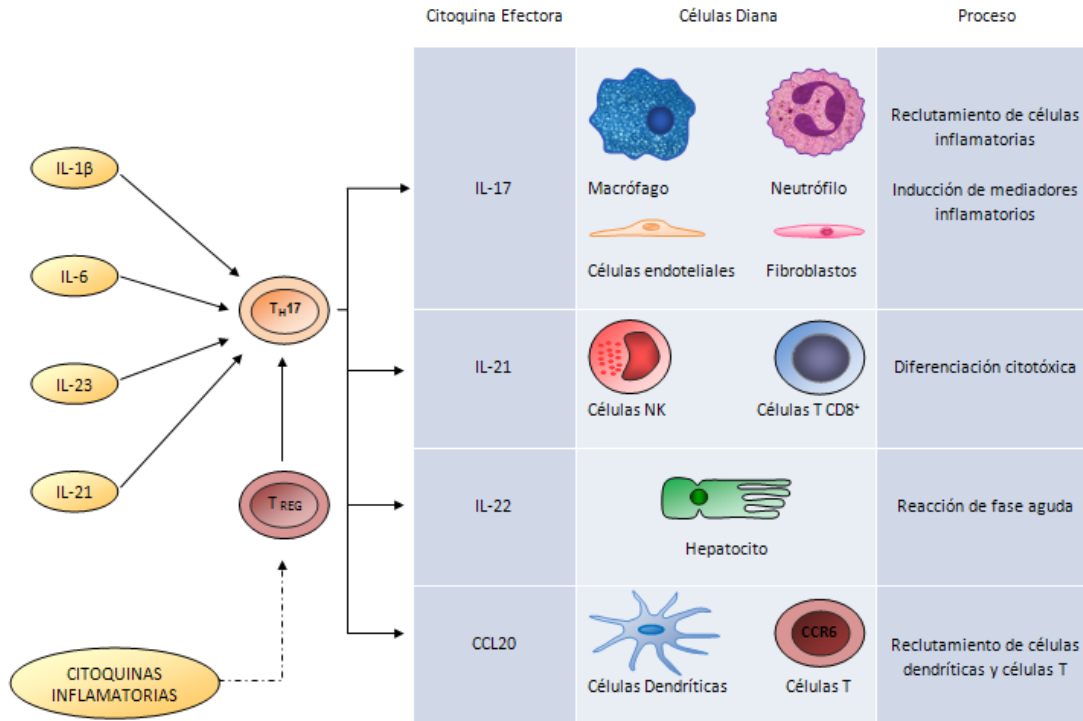 Citoquina Efectora
Células Diana
Proceso
IL-1β
IL-6
IL-23
IL-21
TH17
T REG
CITOQUINAS
INFLAMATORIAS
IL-17
Macrófago
Neutrófilo
Células endoteliales
Fibroblastos
Reclutamiento de células
inflamatorias
Inducción de mediadores
inflamatorios
IL-21
Células NK
Células T CD8⁺
Diferenciación citotóxica
IL-22
Hepatocito
Reacción de fase aguda
CCL20
CCR6
Células Dendríticas
Células T
Reclutamiento de células
dendríticas y células T